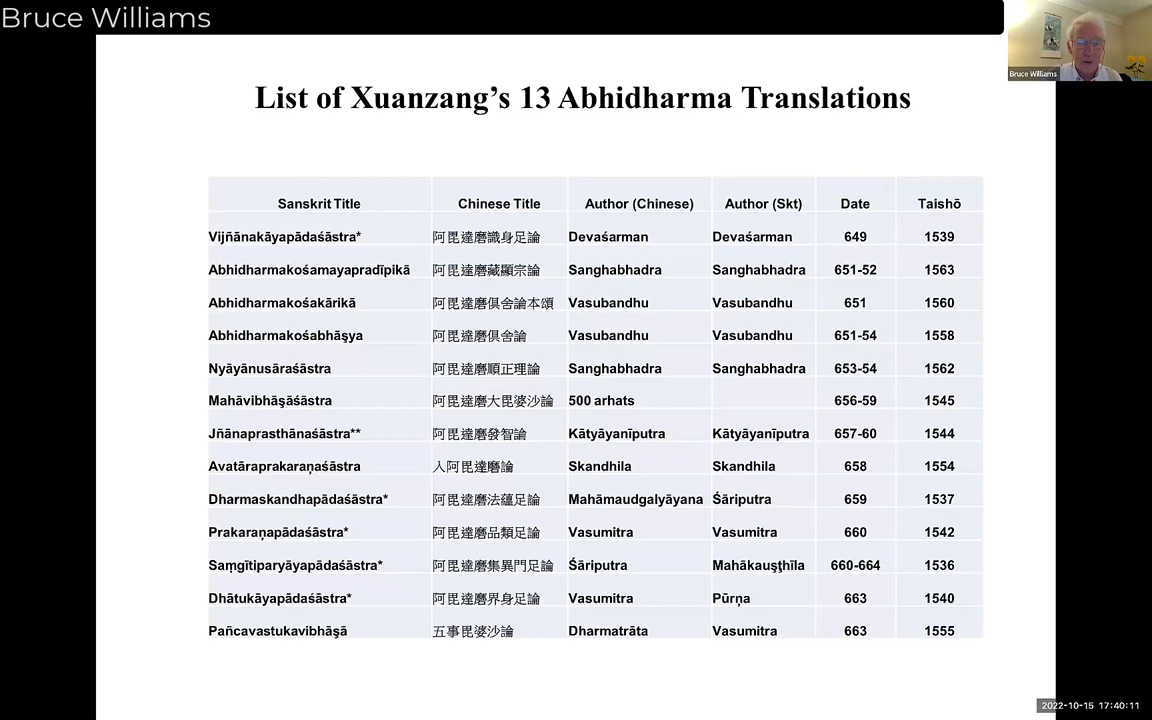 Bruce Williams
Bruce Williams
List of Xuanzang's 13 Abhidharma Translations
Sanskrit Title Chinese Title Author (Chinese) Author (Skt) Date Taishō
Vijñānakāyapādaśāstra* 阿毘達磨識身足論 Devaśarman Devaśarman 649 1539
Abhidharmakośamayapradīpikā 阿毘達磨藏顯宗論 Sanghabhadra Sanghabhadra 651-52 1563
Abhidharmakośakārikā 阿毘達磨俱舍論本頌 Vasubandhu Vasubandhu 651 1560
Abhidharmakośabhāşya 阿毘達磨俱舍論 Vasubandhu Vasubandhu 651-54 1558
Nyāyānusāraśāstra 阿毘達磨順正理論 Sanghabhadra Sanghabhadra 653-54 1562
Mahāvibhāşāśāstra 阿毘達磨大毘婆沙論 500 arhats 656-59 1545
Jñānaprasthānaśāstra** 阿毘達磨發智論 Kātyāyanīputra Kātyāyanīputra 657-60 1544
Avatāraprakaraṇaśāstra 入阿毘達磨論 Skandhila Skandhila 658 1554
Dharmaskandhapādaśāstra* 阿毘達磨法蘊足論 Mahāmaudgalyāyana Śāriputra 659 1537
Prakaraṇapādaśāstra* 阿毘達磨品類足論 Vasumitra Vasumitra 660 1542
Saṃgītiparyāyapādaśāstra* 阿毘達磨集異門足論 Śāriputra Mahākauşţhīla 660-664 1536
Dhātukāyapādaśāstra* 阿毘達磨界身足論 Vasumitra Pūrṇa 663 1540
Pañcavastukavibhāşā 五事毘婆沙論 Dharmatrāta Vasumitra 663 1555
2022-10-15 17:40:11